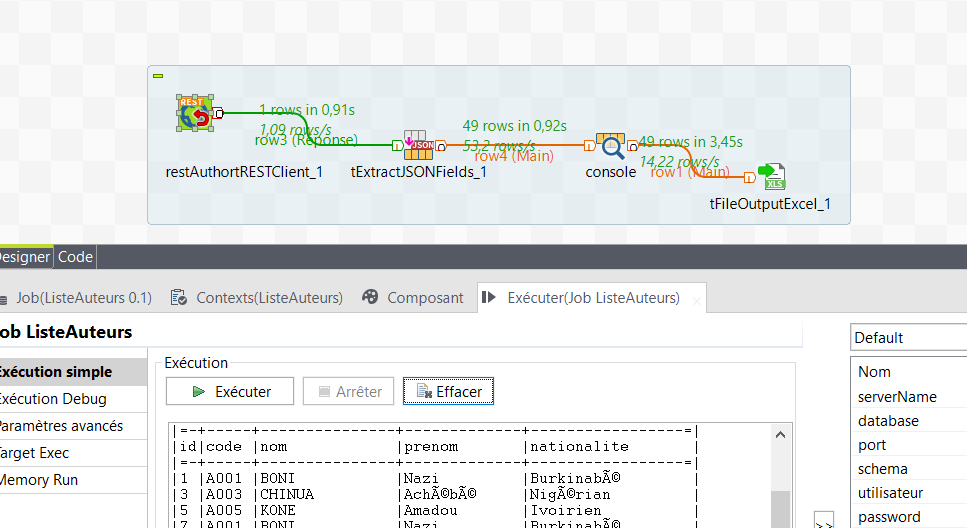 REST
1 rows in 0,91s
1,09 rows/s
row3 (Réponse)
restAuthortRESTClient_1
JSON
tExtractJSONFields_1
49 rows in 0,92s
53,2 rows/s
row4 (Main)
console
49 rows in 3,45s
14,22 rows/s
row1 (Main)
XLS
tFileOutputExcel_1
Designer Code
Job(ListeAuteurs 0.1) Contexts(ListeAuteurs) Composant Exécuter(Job ListeAuteurs)
ob ListeAuteurs
Default
Exécution simple
Exécution Debug
Paramètres avancés
Target Exec
Memory Run
Exécution
Exécuter Arrêter Effacer
|=-+-----+--------------+------------+----------------=|
|id|code |nom |prenom |nationalite |
|=-+-----+--------------+------------+----------------=|
|1 |A001 |BONI |Nazi |BurkinabÃ©
|3 |A003 |CHINUA |AchÃ©bÃ© |NigÃ©rian
|5 |A005 |KONE |Amadou |Ivoirien
|7 |A001 |BONI |Nazi |BurkinabÃ©
Nom
serverName
database
port
schema
utilisateur
password
>>